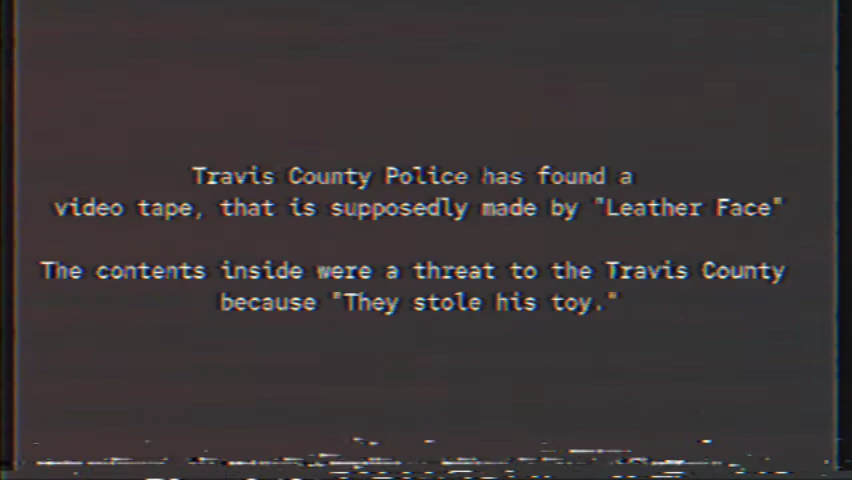 Travis County Police has found a
video tape, that is supposedly made by "Leather Face"
The contents inside were a threat to the Travis County
because "They stole his toy."